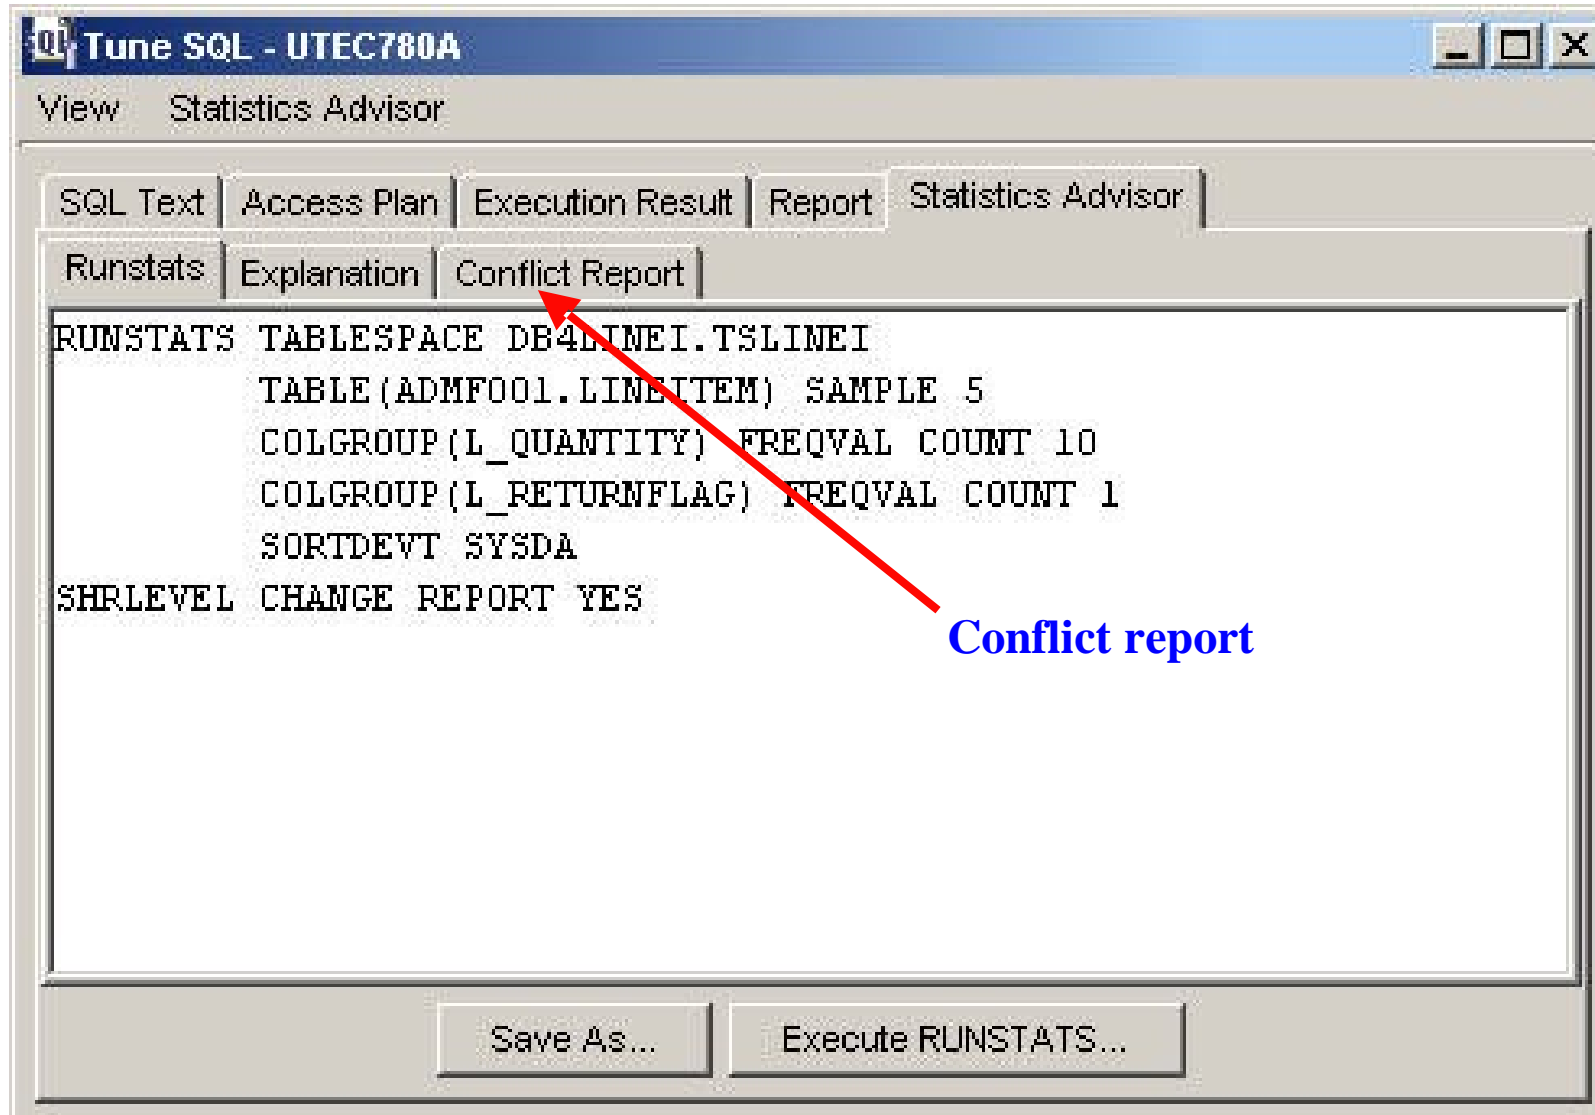 Tune SQL - UTEC780A
View Statistics Advisor
SQL Text Access Plan Execution Result Report Statistics Advisor
Runstats Explanation Conflict Report
RUNSTATS TABLESPACE DB4LINEI.TSLINEI
TABLE(ADMF001.LINEITEM) SAMPLE 5
COLGROUP(L_QUANTITY) FREQVAL COUNT 10
COLGROUP(L_RETURNFLAG) FREQVAL COUNT 1
SORTDEVT SYSDA
SHRLEVEL CHANGE REPORT YES
Conflict report
Save As... Execute RUNSTATS...